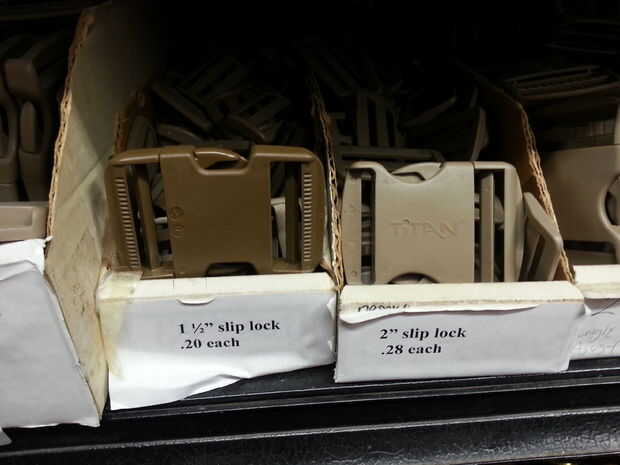 TITAN
1 ½” slip lock
.20 each
2” slip lock
.28 each